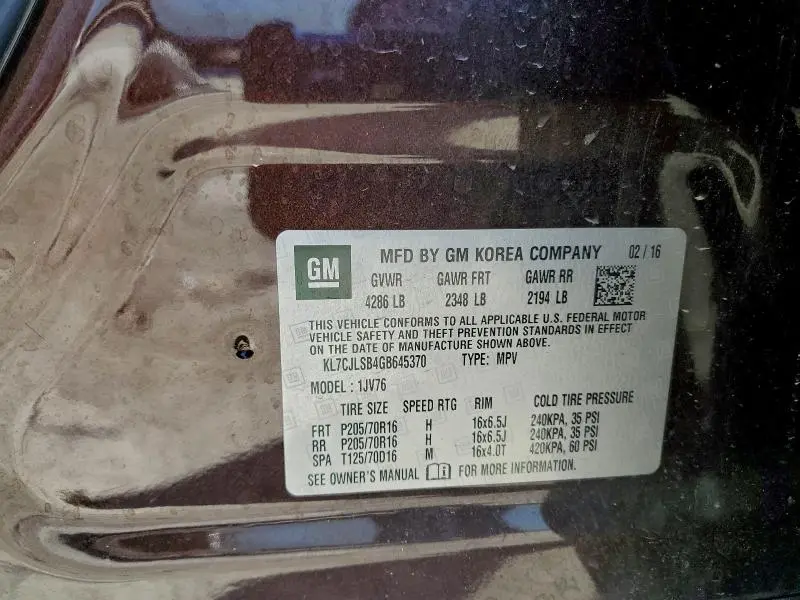 GM
MFD BY GM KOREA COMPANY 02 / 16
GVWR GAWR FRT GAWR RR
4286 LB 2348 LB 2194 LB
THIS VEHICLE CONFORMS TO ALL APPLICABLE U.S. FEDERAL MOTOR
VEHICLE SAFETY AND THEFT PREVENTION STANDARDS IN EFFECT
ON THE DATE OF MANUFACTURE SHOWN ABOVE.
KL7CJLSB4GB645370 TYPE: MPV
MODEL : 1JV76
TIRE SIZE SPEED RTG RIM COLD TIRE PRESSURE
FRT P205/70R16 H 16x6.5J 240KPA, 35 PSI
RR P205/70R16 H 16x6.5J 240KPA, 35 PSI
SPA T125/70D16 M 16x4.0T 420KPA, 60 PSI
SEE OWNER'S MANUAL FOR MORE INFORMATION.